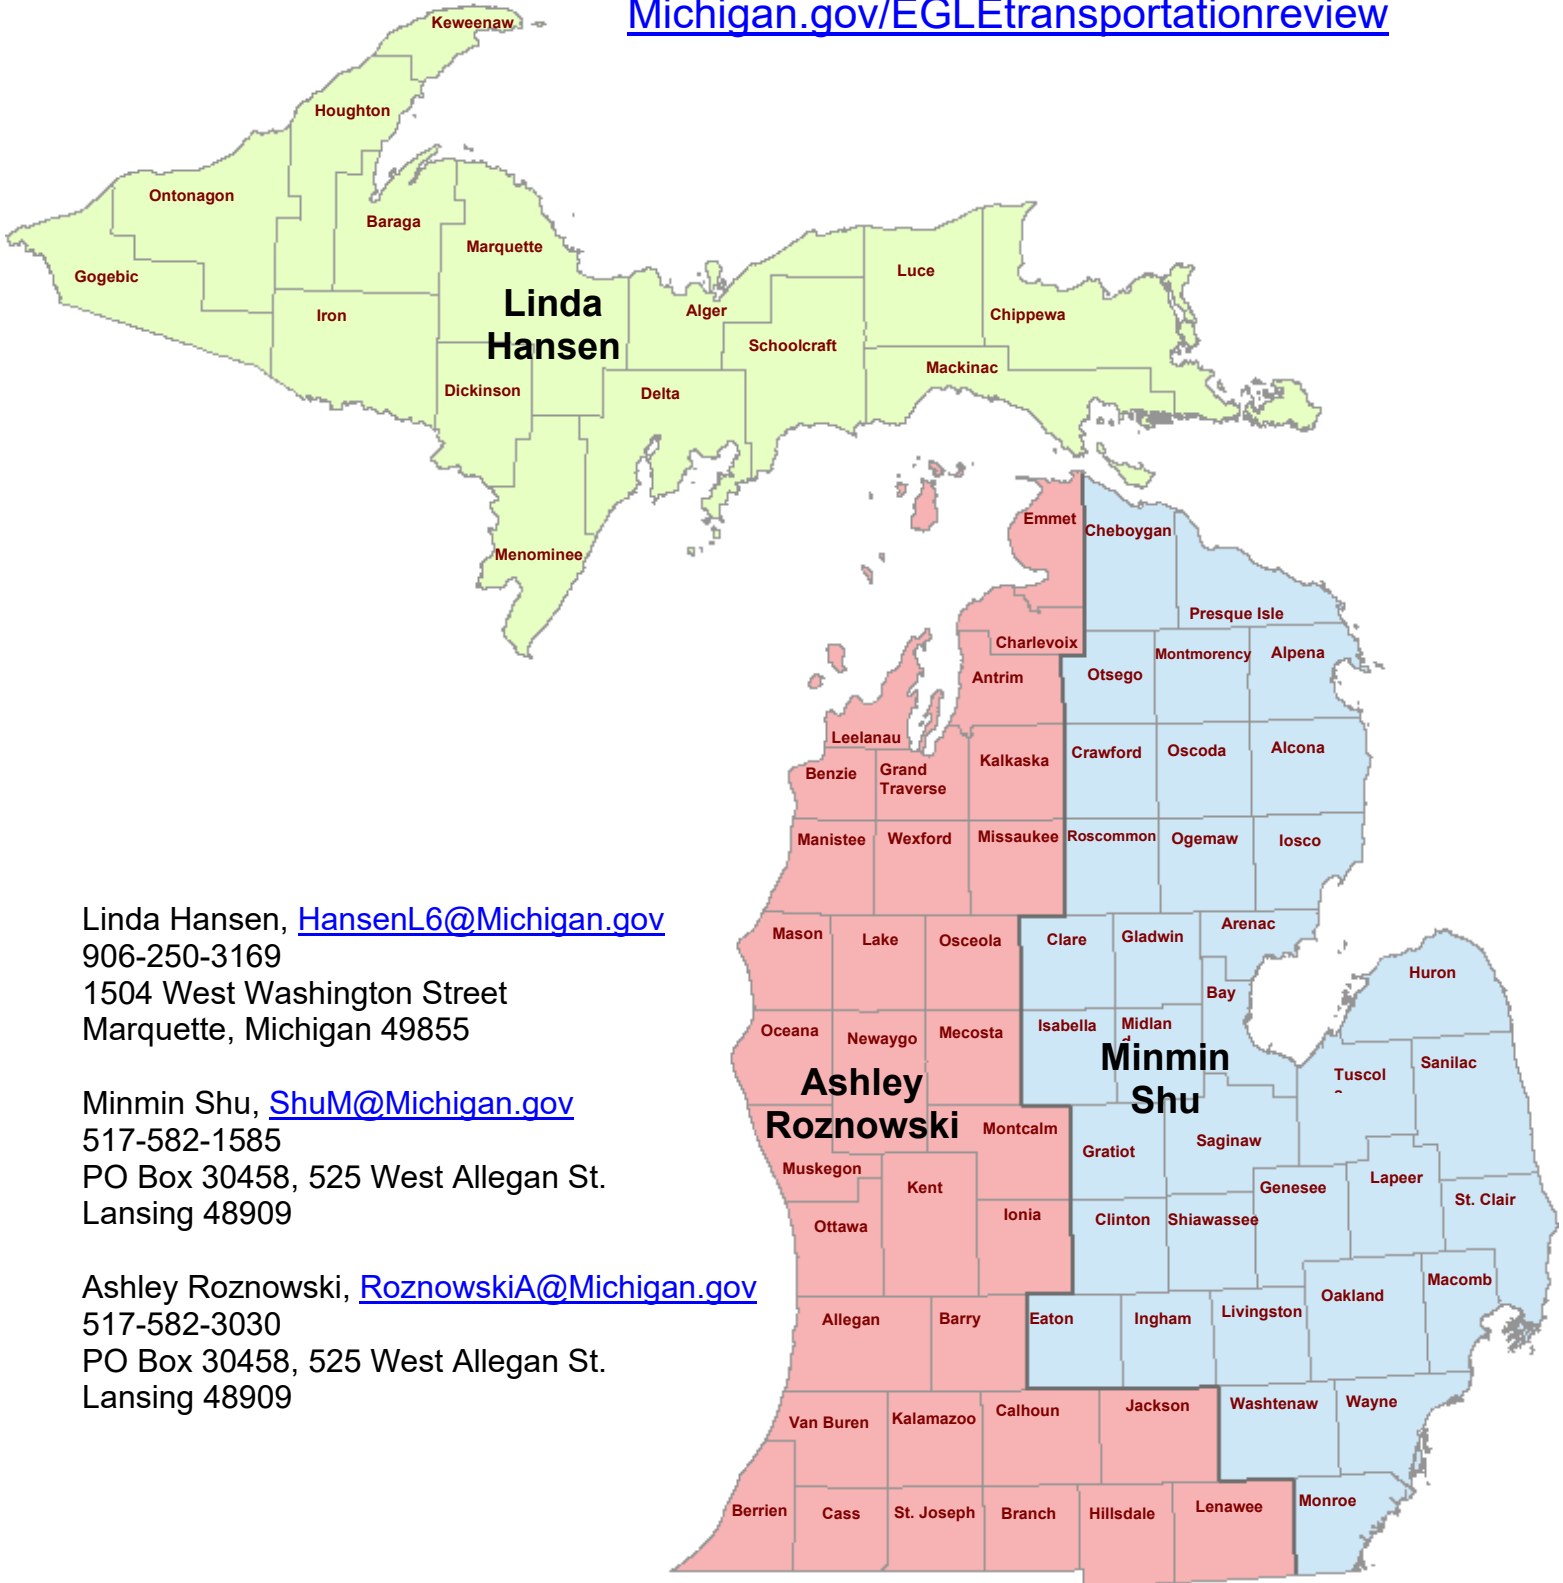 Michigan.gov/EGLEtransportationreview
Keweenaw
Houghton
Ontonagon
Baraga
Marquette
Gogebic
Iron
Linda
Hansen
Alger
Luce
Chippewa
Schoolcraft
Mackinac
Dickinson
Delta
Menominee
Emmet
Cheboygan
Presque Isle
Charlevoix
Antrim
Otsego
Montmorency
Alpena
Leelanau
Benzie
Grand
Traverse
Kalkaska
Crawford
Oscoda
Alcona
Manistee
Wexford
Missaukee
Roscommon
Ogemaw
Iosco
Mason
Lake
Osceola
Clare
Gladwin
Arenac
Bay
Huron
Oceana
Newaygo
Mecosta
Isabella
Midlan
d
Minmin
Shu
Tuscol
a
Sanilac
Ashley
Roznowski
Montcalm
Gratiot
Saginaw
Muskegon
Kent
Genesee
Lapeer
St. Clair
Ottawa
Ionia
Clinton
Shiawassee
Macomb
Oakland
Allegan
Barry
Eaton
Ingham
Livingston
Van Buren
Kalamazoo
Calhoun
Jackson
Washtenaw
Wayne
Berrien
Cass
St. Joseph
Branch
Hillsdale
Lenawee
Monroe
Linda Hansen, HansenL6@Michigan.gov
906-250-3169
1504 West Washington Street
Marquette, Michigan 49855
Minmin Shu, ShuM@Michigan.gov
517-582-1585
PO Box 30458, 525 West Allegan St.
Lansing 48909
Ashley Roznowski, RoznowskiA@Michigan.gov
517-582-3030
PO Box 30458, 525 West Allegan St.
Lansing 48909